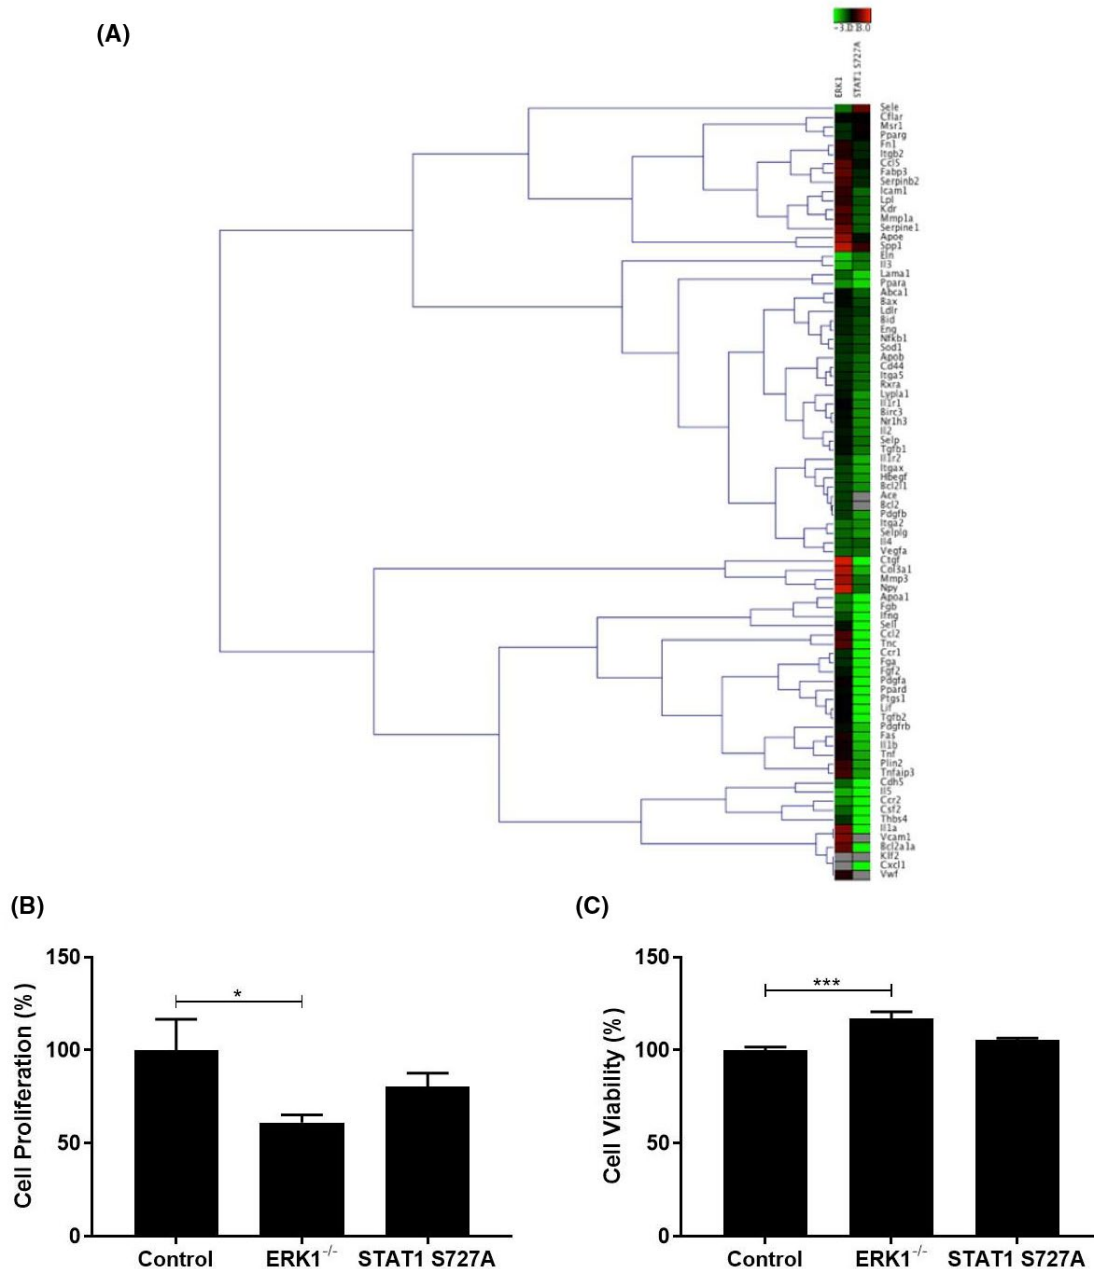 (A)
ERK1
STAT1 S727A
Sele
Cflar
Msr1
Pparg
Fn1
Itgb2
Ccl5
Fabp3
Serpinb2
Icam1
Lpl
Kdr
Mmp1a
Serpine1
Apoe
Spp1
Eln
Il3
Lama1
Ppara
Abca1
Bax
Ldlr
Bid
Eng
Nfkb1
Sod1
Apob
Cd44
Itga5
Rxra
Lypla1
Il1r1
Birc3
Nr1h3
Il2
Selp
Tgfb1
Il1r2
Itgax
Hbegf
Bcl2l1
Ace
Bcl2
Pdgfb
Itga2
Selplg
Il4
Vegfa
Ctgf
Col3a1
Mmp3
Npy
Apoa1
Fgb
Ifng
Sell
Ccl2
Tnc
Ccr1
Fga
Fgf2
Pdgfa
Ppard
Ptgs1
Lif
Tgfb2
Pdgfrb
Fas
Il1b
Tnf
Plin2
Tnfaip3
Cdh5
Il5
Ccr2
Csf2
Thbs4
Il1a
Vcam1
Bcl2a1a
Klf2
Cxcl1
Vwf
(B)
Cell Proliferation (%)
150
100
50
0
*
Control
ERK1-/-
STAT1 S727A
(C)
Cell Viability (%)
150
100
50
0
***
Control
ERK1-/-
STAT1 S727A